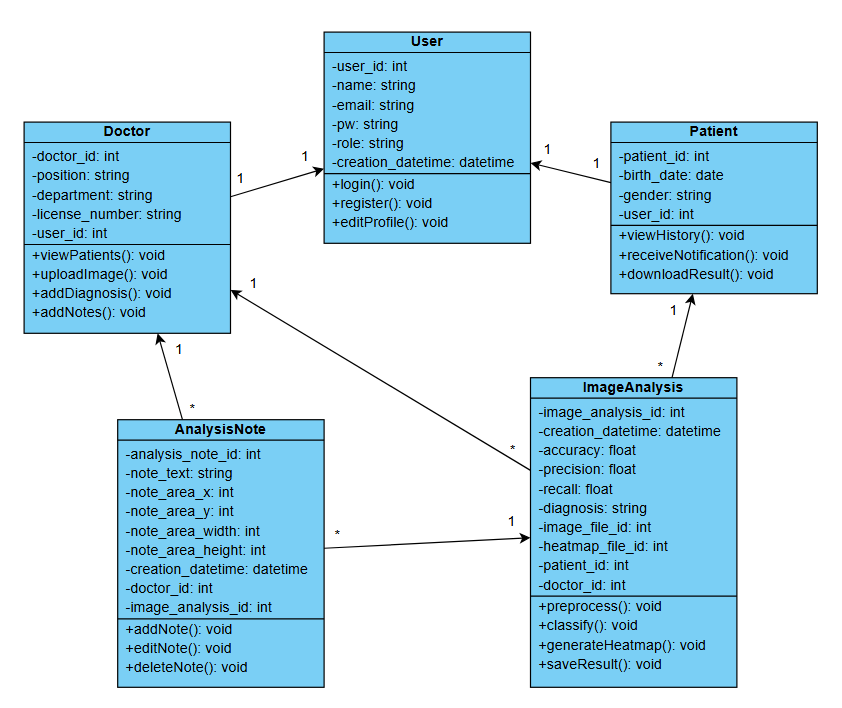 User
-user_id: int
-name: string
-email: string
-pw: string
-role: string
-creation_datetime: datetime
+login(): void
+register(): void
+editProfile(): void
Doctor
-doctor_id: int
-position: string
-department: string
-license_number: string
-user_id: int
+viewPatients(): void
+uploadImage(): void
+addDiagnosis(): void
+addNotes(): void
1
1
Patient
-patient_id: int
-birth_date: date
-gender: string
-user_id: int
+viewHistory(): void
+receiveNotification(): void
+downloadResult(): void
1
1
1
*
1
*
1
*
AnalysisNote
-analysis_note_id: int
-note_text: string
-note_area_x: int
-note_area_y: int
-note_area_width: int
-note_area_height: int
-creation_datetime: datetime
-doctor_id: int
-image_analysis_id: int
+addNote(): void
+editNote(): void
+deleteNote(): void
*
1
ImageAnalysis
-image_analysis_id: int
-creation_datetime: datetime
-accuracy: float
-precision: float
-recall: float
-diagnosis: string
-image_file_id: int
-heatmap_file_id: int
-patient_id: int
-doctor_id: int
+preprocess(): void
+classify(): void
+generateHeatmap(): void
+saveResult(): void